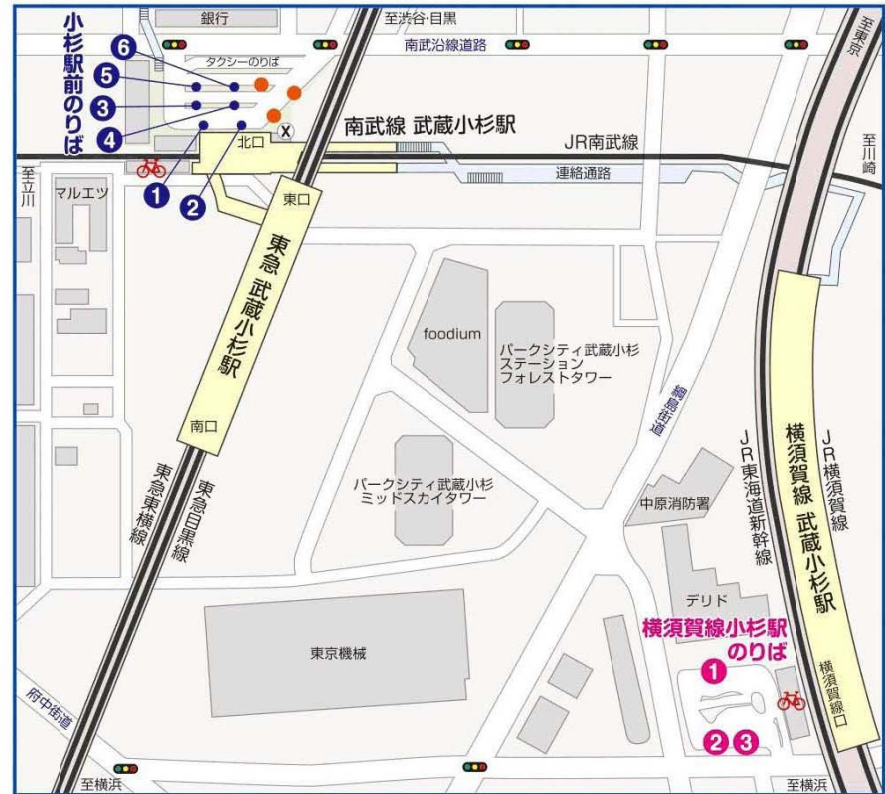 銀行
至渋谷・目黒
南武沿線道路
至東京
タクシーのりば
小杉駅前のりば
6
5
3
4
1
2
X
北口
南武線 武蔵小杉駅
JR南武線
連絡通路
至川崎
至立川
マルエツ
東口
東急 武蔵小杉駅
南口
東急東横線
東急目黒線
foodium
パークシティ武蔵小杉
ステーション
フォレストタワー
パークシティ武蔵小杉
ミッドスカイタワー
綱島街道
中原消防署
JR東海道新幹線
横須賀線 武蔵小杉駅
JR横須賀線
デリド
横須賀線小杉駅
のりば
1
2
3
横須賀線口
東京機械
府中街道
至横浜
至横浜